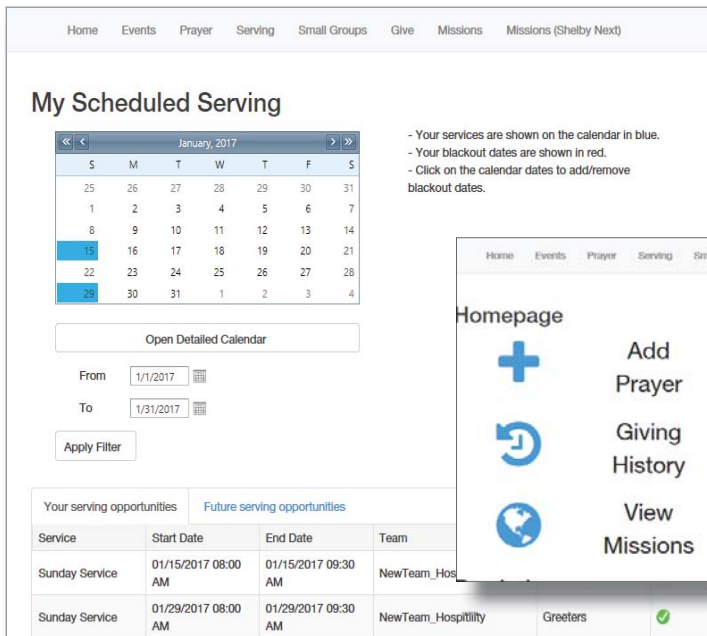 Home Events Prayer Serving Small Groups Give Missions Missions (Shelby Next)
My Scheduled Serving
« ‹ January, 2017 › »
S M T W T F S
25 26 27 28 29 30 31
1 2 3 4 5 6 7
8 9 10 11 12 13 14
15 16 17 18 19 20 21
22 23 24 25 26 27 28
29 30 31 1 2 3 4
- Your services are shown on the calendar in blue.
- Your blackout dates are shown in red.
- Click on the calendar dates to add/remove
blackout dates.
Open Detailed Calendar
From 1/1/2017
To 1/31/2017
Apply Filter
Home Events Prayer Serving
Homepage
Add
Prayer
Giving
History
View
Missions
Your serving opportunities Future serving opportunities
Service Start Date End Date Team
Sunday Service 01/15/2017 08:00 AM 01/15/2017 09:30 AM NewTeam_Hos
Sunday Service 01/29/2017 08:00 AM 01/29/2017 09:30 AM NewTeam_Hospitlilty Greeters